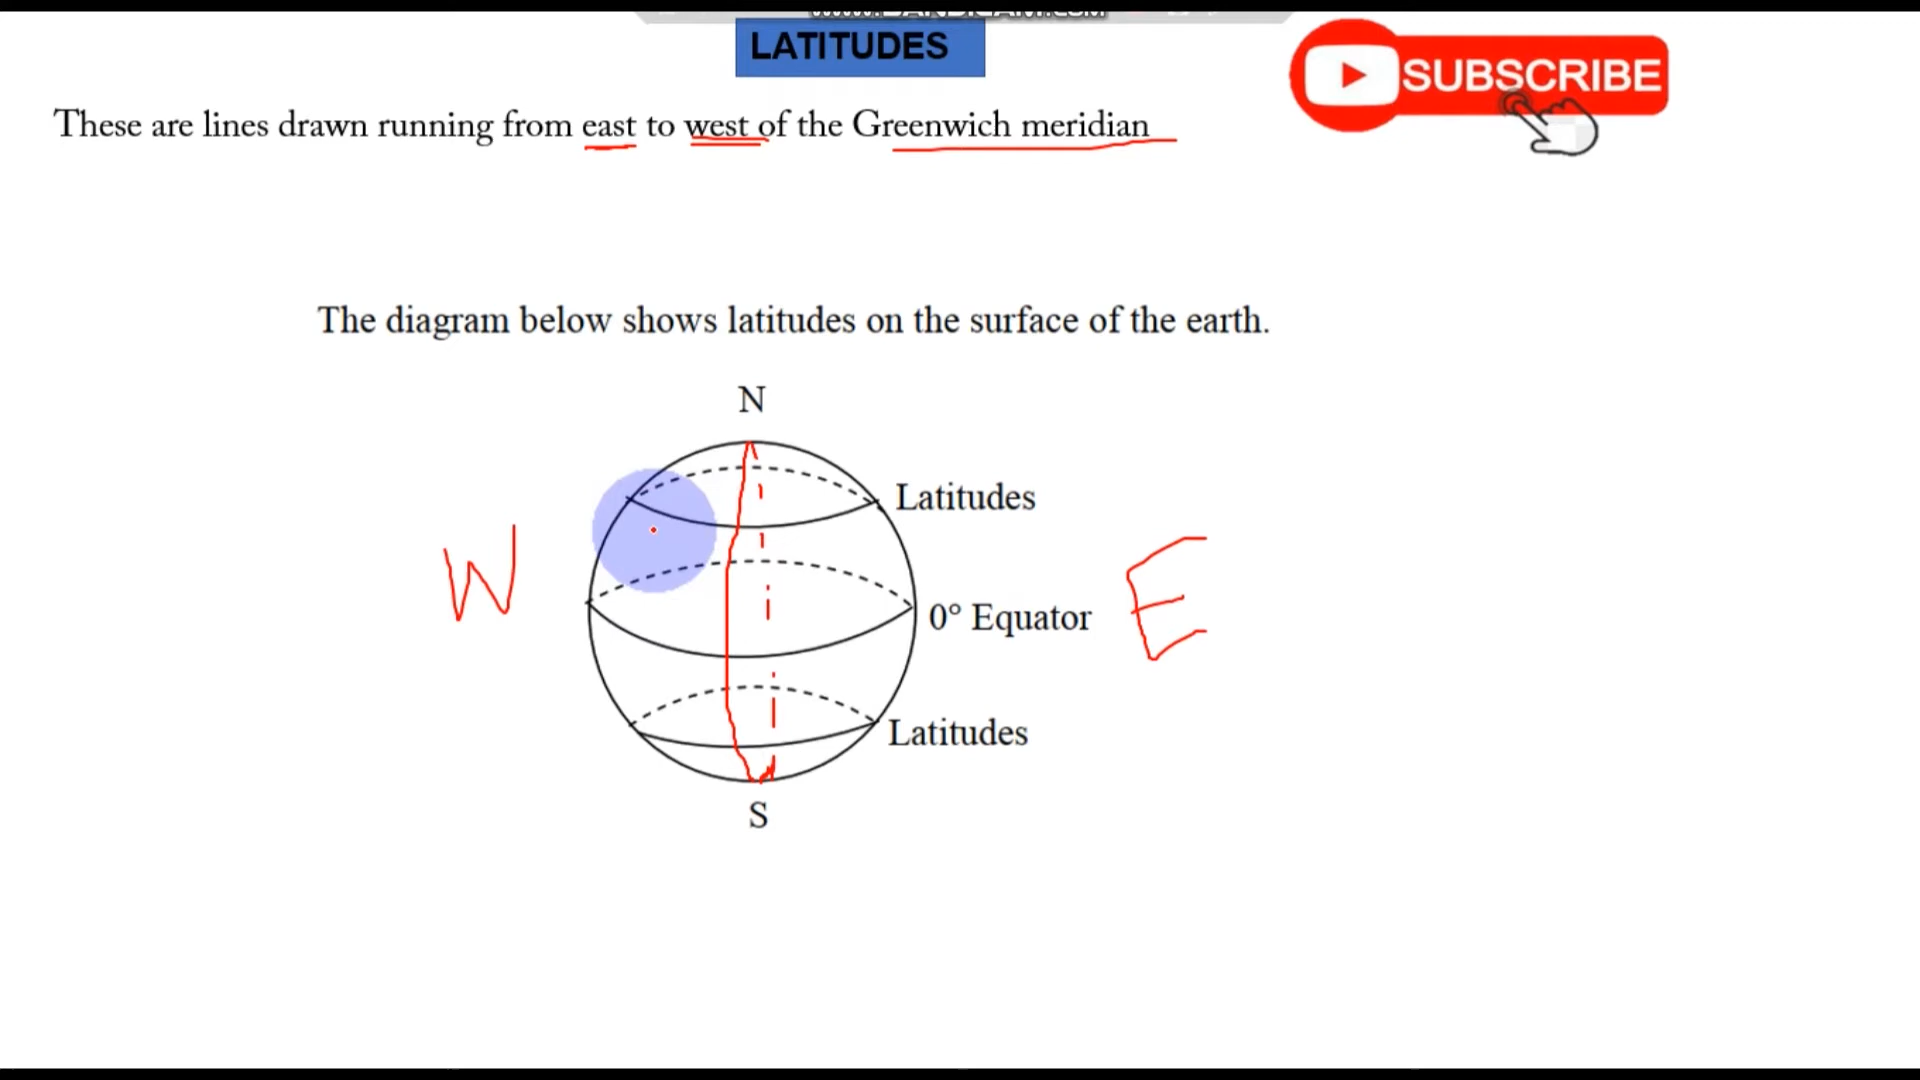 LATITUDES
SUBSCRIBE
These are lines drawn running from east to west of the Greenwich meridian
The diagram below shows latitudes on the surface of the earth.
N
Latitudes
W
0° Equator
E
Latitudes
S